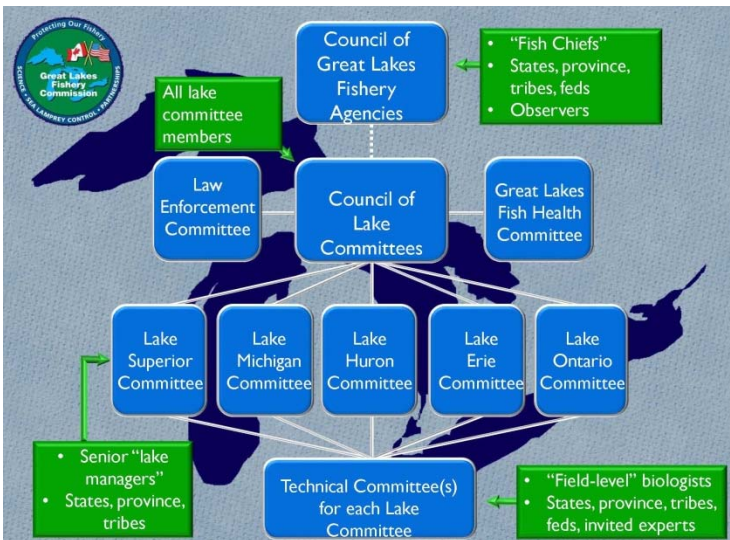 Protecting Our Fishery
Great Lakes
Fishery
Commission
SCIENCE • SEA LAMPREY CONTROL • PARTNERSHIPS
Council of
Great Lakes
Fishery
Agencies
• “Fish Chiefs”
• States, province,
tribes, feds
• Observers
All lake
committee
members
Law
Enforcement
Committee
Council of
Lake
Committees
Great Lakes
Fish Health
Committee
Lake
Superior
Committee
Lake
Michigan
Committee
Lake
Huron
Committee
Lake
Erie
Committee
Lake
Ontario
Committee
• Senior “lake
managers”
• States, province,
tribes
Technical Committee(s)
for each Lake
Committee
• “Field-level” biologists
• States, province, tribes,
feds, invited experts